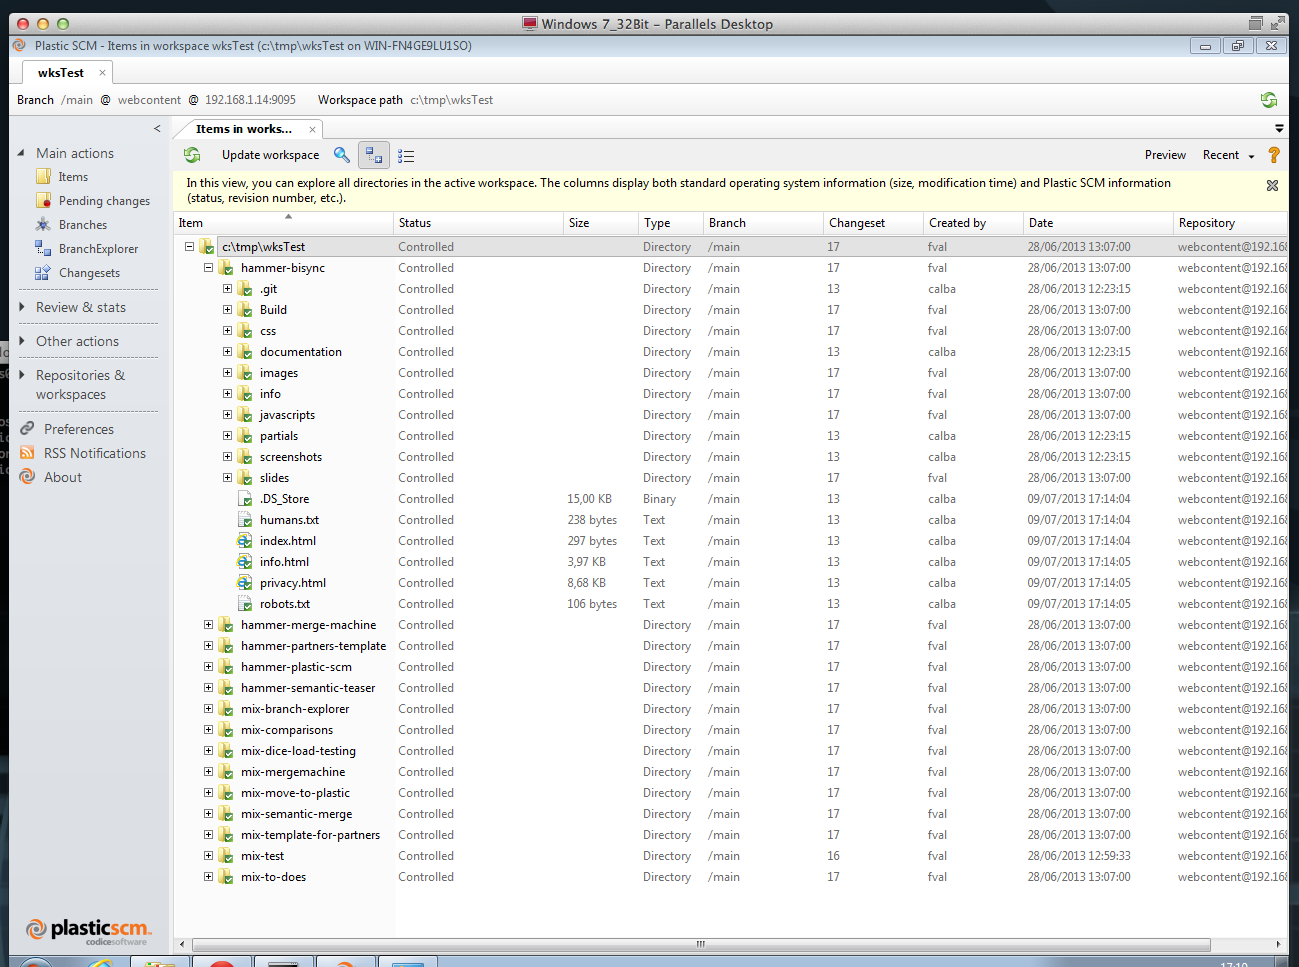 Windows 7_32Bit – Parallels Desktop
Plastic SCM - Items in workspace wksTest (c:\tmp\wksTest on WIN-FN4GE9LU1SO)
wksTest
Branch /main @ webcontent @ 192.168.1.14:9095 Workspace path c:\tmp\wksTest
Main actions
Items
Pending changes
Branches
BranchExplorer
Changesets
Review & stats
Other actions
Repositories &
workspaces
Preferences
RSS Notifications
About
plasticscm
codicesoftware
Items in works...
Update workspace Preview Recent
In this view, you can explore all directories in the active workspace. The columns display both standard operating system information (size, modification time) and Plastic SCM information
(status, revision number, etc.).
Item Status Size Type Branch Changeset Created by Date Repository
c:\tmp\wksTest Controlled Directory /main 17 fval 28/06/2013 13:07:00 webcontent@192.168
hammer-bisync Controlled Directory /main 17 fval 28/06/2013 13:07:00 webcontent@192.168
.git Controlled Directory /main 13 calba 28/06/2013 12:23:15 webcontent@192.168
Build Controlled Directory /main 17 fval 28/06/2013 13:07:00 webcontent@192.168
css Controlled Directory /main 17 fval 28/06/2013 13:07:00 webcontent@192.168
documentation Controlled Directory /main 13 calba 28/06/2013 12:23:15 webcontent@192.168
images Controlled Directory /main 17 fval 28/06/2013 13:07:00 webcontent@192.168
info Controlled Directory /main 17 fval 28/06/2013 13:07:00 webcontent@192.168
javascripts Controlled Directory /main 17 fval 28/06/2013 13:07:00 webcontent@192.168
partials Controlled Directory /main 13 calba 28/06/2013 12:23:15 webcontent@192.168
screenshots Controlled Directory /main 13 calba 28/06/2013 12:23:15 webcontent@192.168
slides Controlled Directory /main 17 fval 28/06/2013 13:07:00 webcontent@192.168
.DS_Store Controlled 15,00 KB Binary /main 13 calba 09/07/2013 17:14:04 webcontent@192.168
humans.txt Controlled 238 bytes Text /main 13 calba 09/07/2013 17:14:04 webcontent@192.168
index.html Controlled 297 bytes Text /main 13 calba 09/07/2013 17:14:04 webcontent@192.168
info.html Controlled 3,97 KB Text /main 13 calba 09/07/2013 17:14:05 webcontent@192.168
privacy.html Controlled 8,68 KB Text /main 13 calba 09/07/2013 17:14:05 webcontent@192.168
robots.txt Controlled 106 bytes Text /main 13 calba 09/07/2013 17:14:05 webcontent@192.168
hammer-merge-machine Controlled Directory /main 17 fval 28/06/2013 13:07:00 webcontent@192.168
hammer-partners-template Controlled Directory /main 17 fval 28/06/2013 13:07:00 webcontent@192.168
hammer-plastic-scm Controlled Directory /main 17 fval 28/06/2013 13:07:00 webcontent@192.168
hammer-semantic-teaser Controlled Directory /main 17 fval 28/06/2013 13:07:00 webcontent@192.168
mix-branch-explorer Controlled Directory /main 17 fval 28/06/2013 13:07:00 webcontent@192.168
mix-comparisons Controlled Directory /main 17 fval 28/06/2013 13:07:00 webcontent@192.168
mix-dice-load-testing Controlled Directory /main 17 fval 28/06/2013 13:07:00 webcontent@192.168
mix-mergemachine Controlled Directory /main 17 fval 28/06/2013 13:07:00 webcontent@192.168
mix-move-to-plastic Controlled Directory /main 17 fval 28/06/2013 13:07:00 webcontent@192.168
mix-semantic-merge Controlled Directory /main 17 fval 28/06/2013 13:07:00 webcontent@192.168
mix-template-for-partners Controlled Directory /main 17 fval 28/06/2013 13:07:00 webcontent@192.168
mix-test Controlled Directory /main 16 fval 28/06/2013 12:59:33 webcontent@192.168
mix-to-does Controlled Directory /main 17 fval 28/06/2013 13:07:00 webcontent@192.168